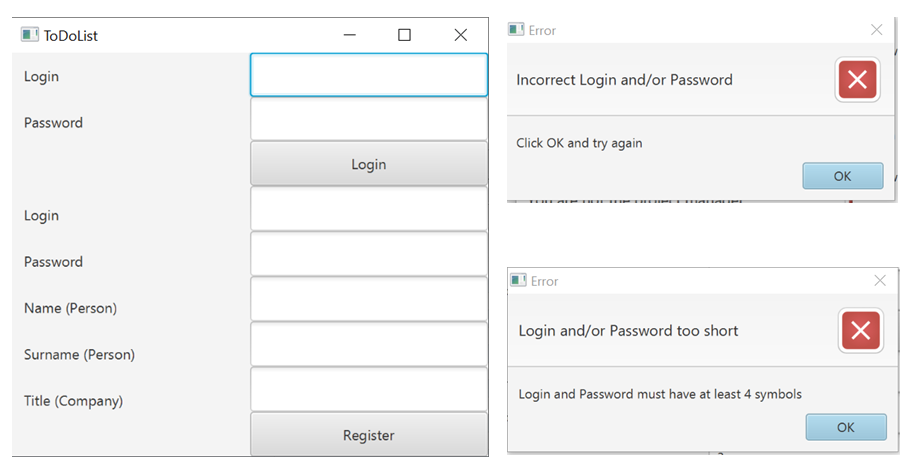 ToDoList
Login
Password
Login
Login
Password
Name (Person)
Surname (Person)
Title (Company)
Register
Error
Incorrect Login and/or Password
Click OK and try again
OK
Error
Login and/or Password too short
Login and Password must have at least 4 symbols
OK